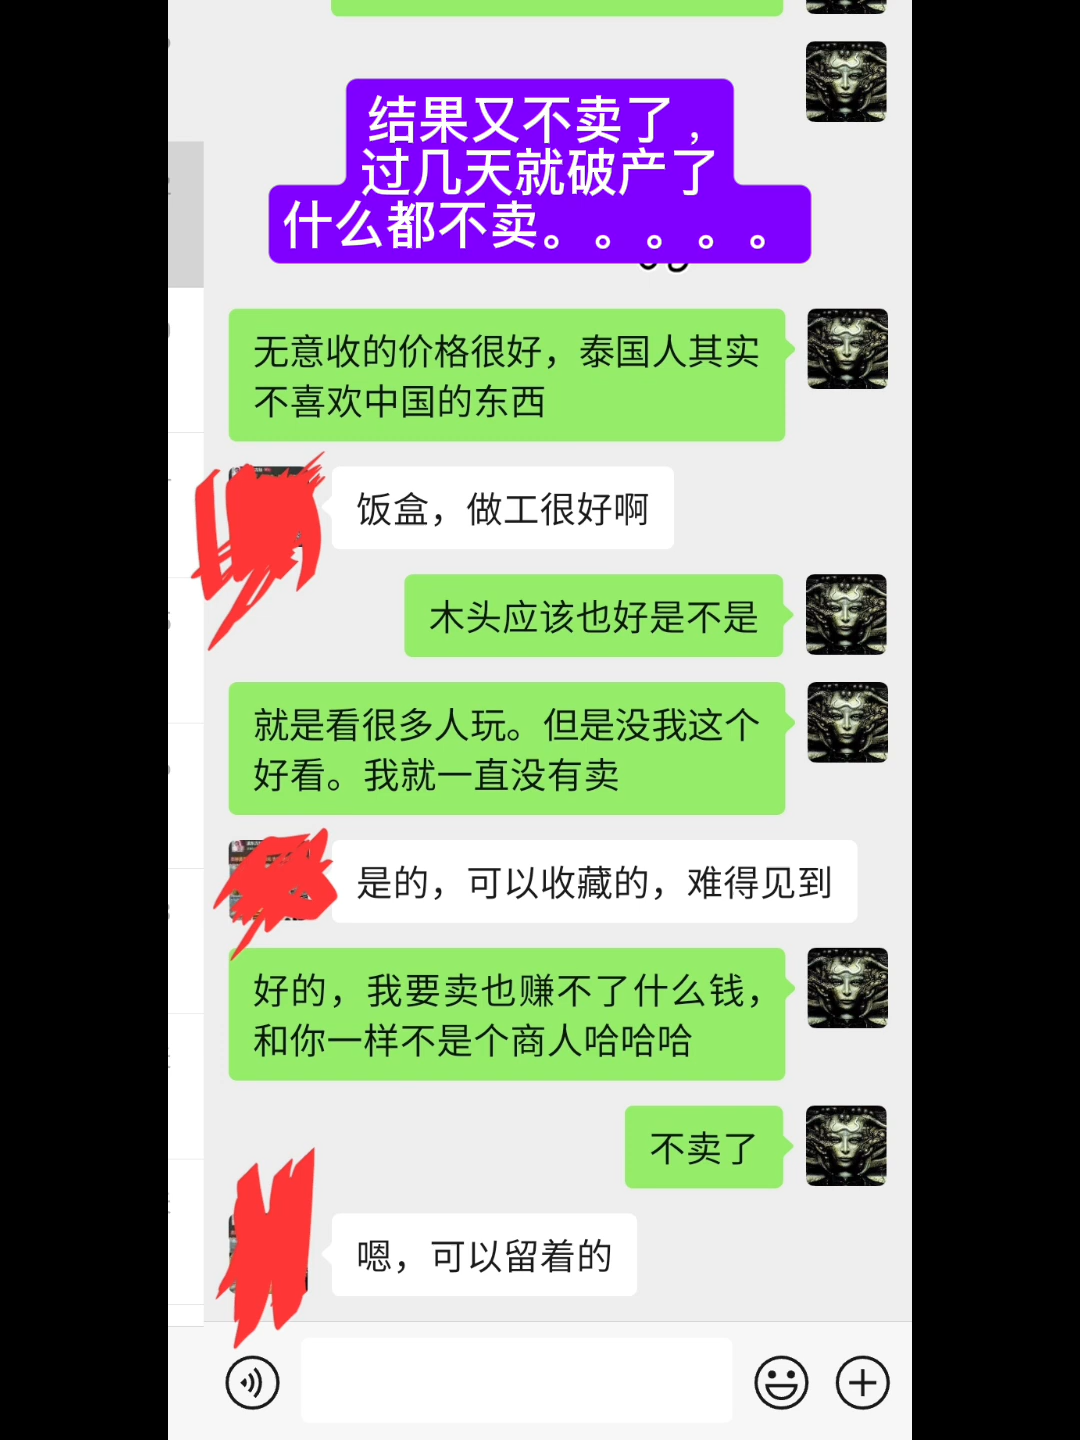 结果又不卖了，
过几天就破产了
什么都不卖。。。。。
无意收的价格很好，泰国人其实
不喜欢中国的东西
饭盒，做工很好啊
木头应该也好是不是
就是看很多人玩。但是没我这个
好看。我就一直没有卖
是的，可以收藏的，难得见到
好的，我要卖也赚不了什么钱，
和你一样不是个商人哈哈哈
不卖了
嗯，可以留着的